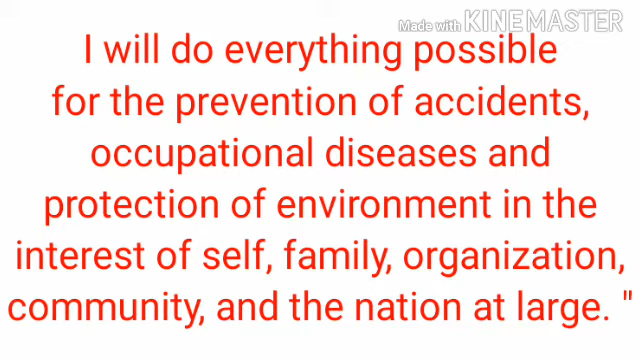 Made with KINEMASTER
I will do everything possible
for the prevention of accidents,
occupational diseases and
protection of environment in the
interest of self, family, organization,
community, and the nation at large. "